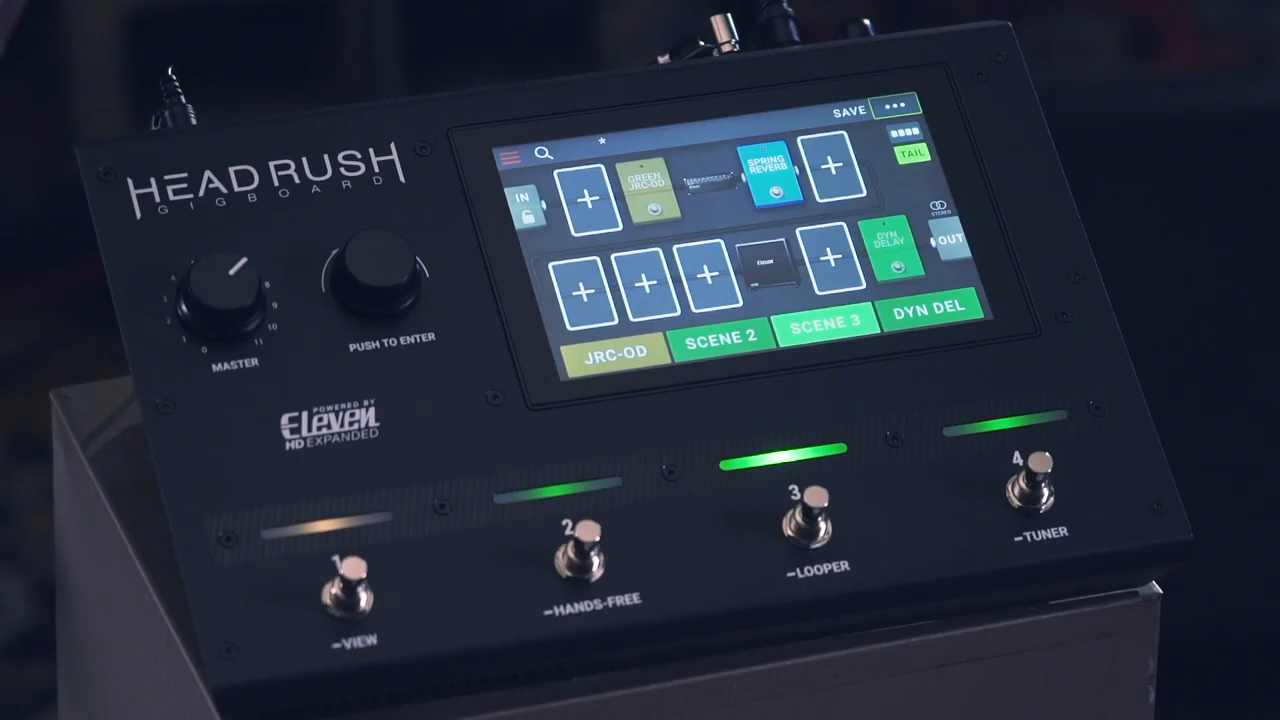 HEADRUSH
GIGBOARD
MASTER
PUSH TO ENTER
POWERED BY
Eleven
HD EXPANDED
SAVE
IN
GREEN
JRC-OD
SPRING
REVERB
TAIL
STEREO
Eleven
DYN
DELAY
OUT
JRC-OD
SCENE 2
SCENE 3
DYN DEL
1
-VIEW
2
-HANDS-FREE
3
-LOOPER
4
-TUNER